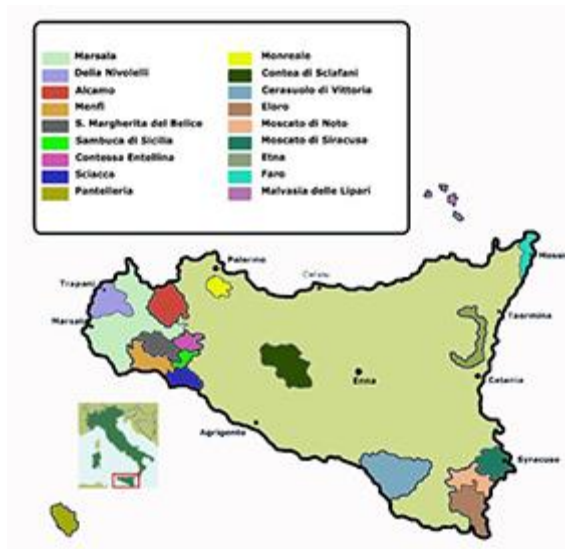 Marsala
Delia Nivolelli
Alcamo
Menfi
S. Margherita del Belice
Sambuca di Sicilia
Contessa Entellina
Sciacca
Pantelleria
Monreale
Contea di Sclafani
Cerasuolo di Vittoria
Eloro
Moscato di Noto
Moscato di Siracusa
Etna
Faro
Malvasia delle Lipari
Palermo
Cefalu
Messi
Trapani
Marsala
Taormina
Enna
Catania
Agrigento
Syracuse